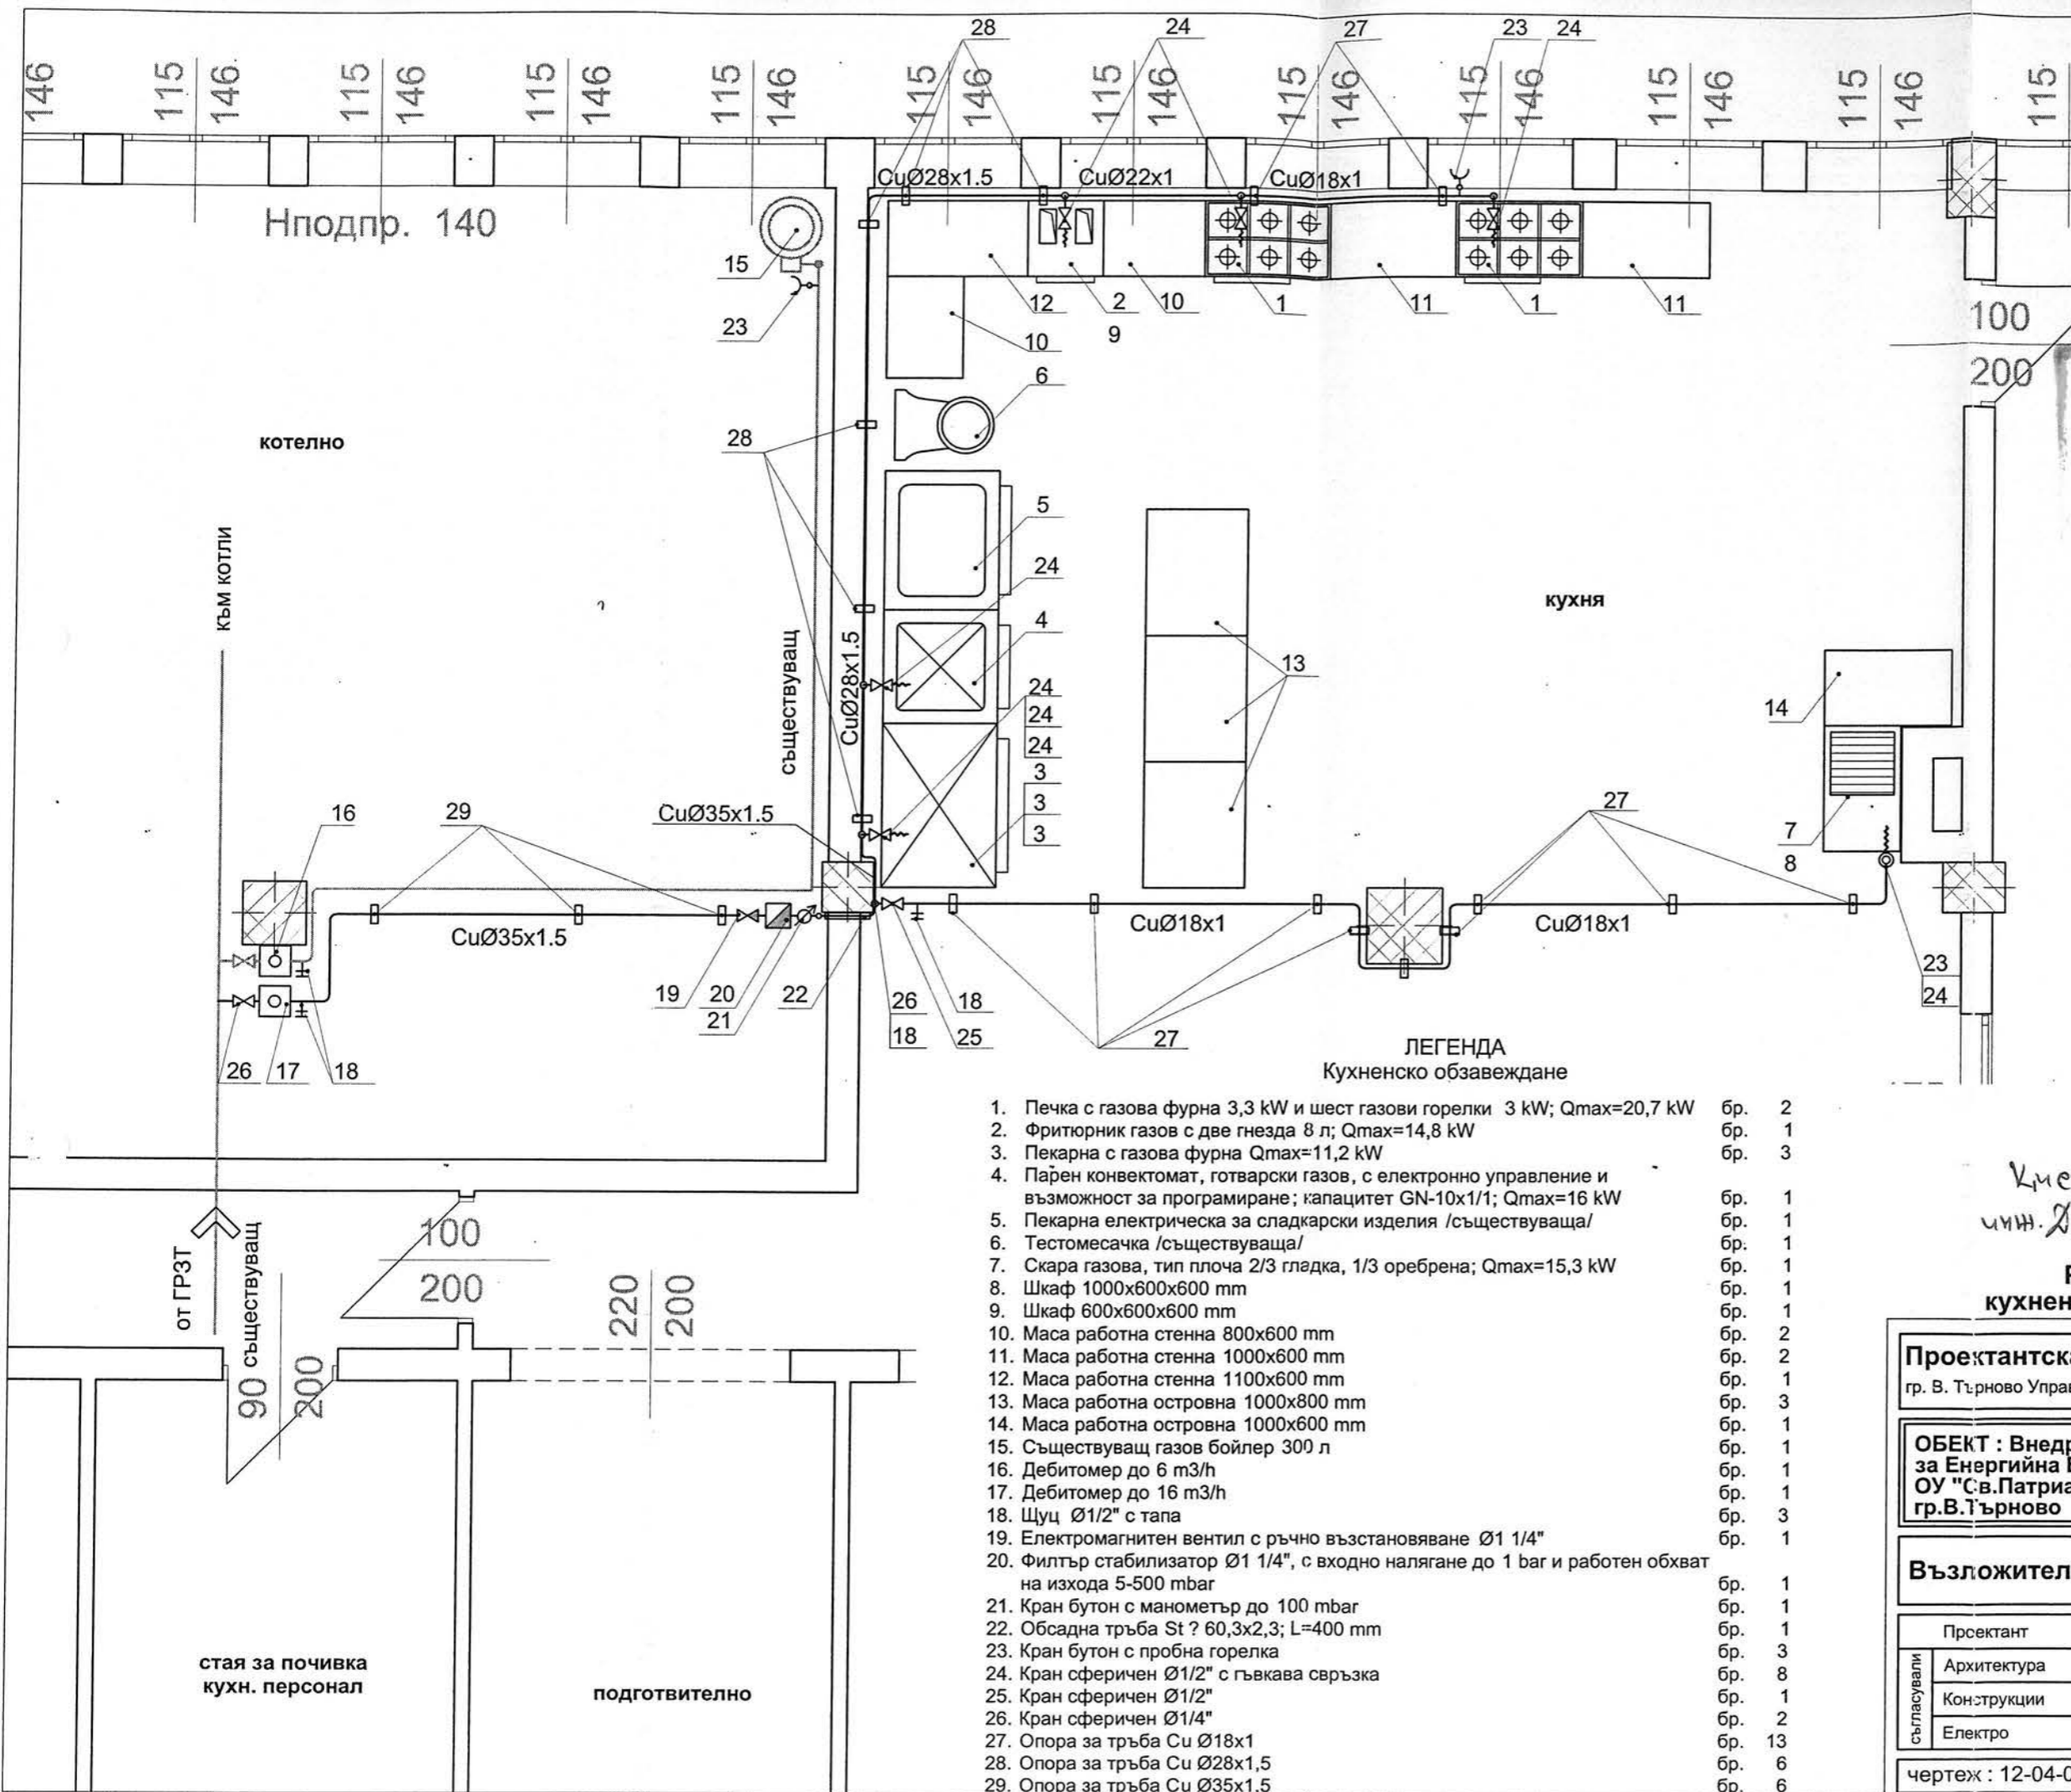 28 24 27 23 24
146 115 146 115 146 115 146 115 146 115 146 115 146 115 146 115 146 115 146 115 146 115
CuØ28x1.5 CuØ22x1 CuØ18x1
Нподпр. 140
15
12 2 10 1 11 1 11
9
23
10
100
200
6
котелно
28
5
към котли
24
кухня
4
съществуващ
CuØ28x1.5
13
24
24
24
14
3
3
3
16 29 CuØ35x1.5 27
7
8
CuØ35x1.5 CuØ18x1 CuØ18x1
23
24
19 20 22 26 18
21 18 25 27
26 17 18
ЛЕГЕНДА
Кухненско обзавеждане
1. Печка с газова фурна 3,3 kW и шест газови горелки 3 kW; Qmax=20,7 kW бр. 2
2. Фритюрник газов с две гнезда 8 л; Qmax=14,8 kW бр. 1
3. Пекарна с газова фурна Qmax=11,2 kW бр. 3
4. Парен конвектомат, готварски газов, с електронно управление и
възможност за програмиране; капацитет GN-10x1/1; Qmax=16 kW бр. 1
5. Пекарна електрическа за сладкарски изделия /съществуваща/ бр. 1
6. Тестомесачка /съществуваща/ бр. 1
7. Скара газова, тип плоча 2/3 гладка, 1/3 оребрена; Qmax=15,3 kW бр. 1
8. Шкаф 1000x600x600 mm бр. 1
9. Шкаф 600x600x600 mm бр. 1
10. Маса работна стенна 800x600 mm бр. 2
11. Маса работна стенна 1000x600 mm бр. 2
12. Маса работна стенна 1100x600 mm бр. 1
13. Маса работна островна 1000x800 mm бр. 3
14. Маса работна островна 1000x600 mm бр. 1
15. Съществуващ газов бойлер 300 л бр. 1
16. Дебитомер до 6 m3/h бр. 1
17. Дебитомер до 16 m3/h бр. 1
18. Щуц Ø1/2" с тапа бр. 3
19. Електромагнитен вентил с ръчно възстановяване Ø1 1/4" бр. 1
20. Филтър стабилизатор Ø1 1/4", с входно налягане до 1 bar и работен обхват
на изхода 5-500 mbar бр. 1
21. Кран бутон с манометър до 100 mbar бр. 1
22. Обсадна тръба St ? 60,3x2,3; L=400 mm бр. 1
23. Кран бутон с пробна горелка бр. 3
24. Кран сферичен Ø1/2" с гъвкава свръзка бр. 8
25. Кран сферичен Ø1/2" бр. 1
26. Кран сферичен Ø1/4" бр. 2
27. Опора за тръба Cu Ø18x1 бр. 13
28. Опора за тръба Cu Ø28x1,5 бр. 6
29. Опора за тръба Cu Ø35x1,5 бр. 6
от ГРЗТ
съществуващ
100
200
90
200
220
200
стая за почивка
кухн. персонал
подготвително
инж.
кухнен
Проектантска
гр. В. Търново Управ
ОБЕКТ : Внедр
за Енергийна
ОУ "Св.Патриа
гр.В.Търново
Възложител
Проектант
съгласували
Архитектура
Конструкции
Електро
чертеж : 12-04-0